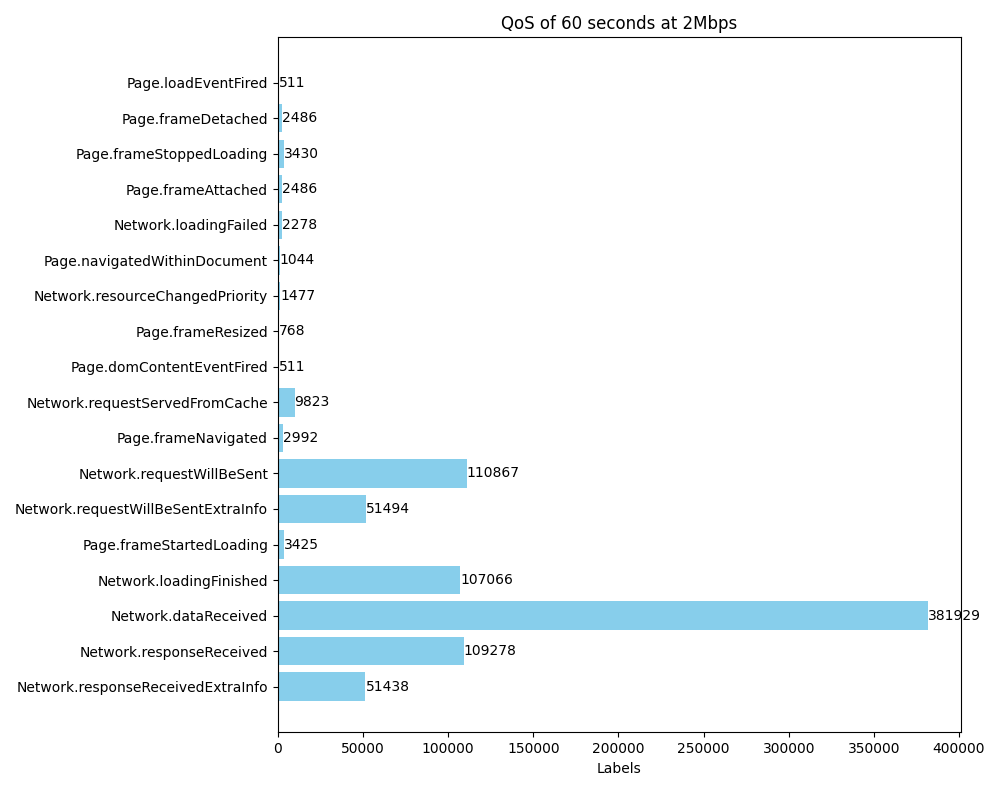 QoS of 60 seconds at 2Mbps
Page.loadEventFired 511
Page.frameDetached 2486
Page.frameStoppedLoading 3430
Page.frameAttached 2486
Network.loadingFailed 2278
Page.navigatedWithinDocument 1044
Network.resourceChangedPriority 1477
Page.frameResized 768
Page.domContentEventFired 511
Network.requestServedFromCache 9823
Page.frameNavigated 2992
Network.requestWillBeSent 110867
Network.requestWillBeSentExtraInfo 51494
Page.frameStartedLoading 3425
Network.loadingFinished 107066
Network.dataReceived 381929
Network.responseReceived 109278
Network.responseReceivedExtraInfo 51438
0 50000 100000 150000 200000 250000 300000 350000 400000
Labels